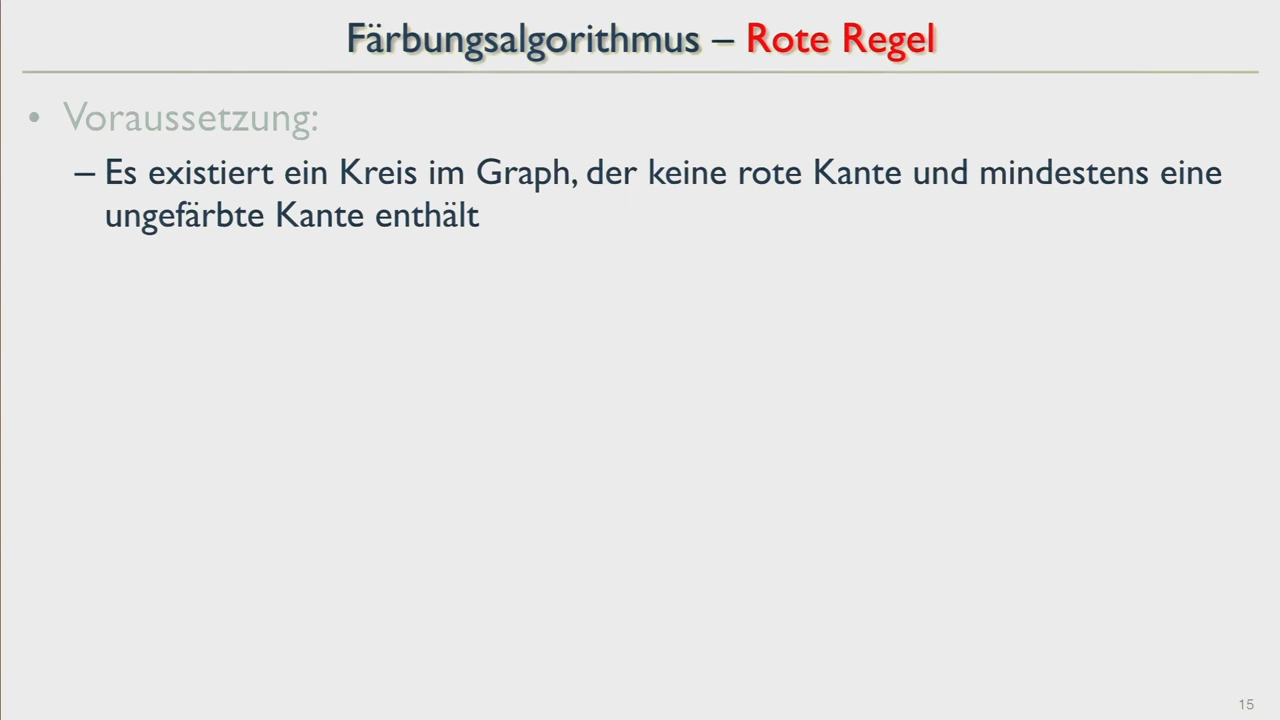 Färbungsalgorithmus – Rote Regel
• Voraussetzung:
– Es existiert ein Kreis im Graph, der keine rote Kante und mindestens eine
ungefärbte Kante enthält
15